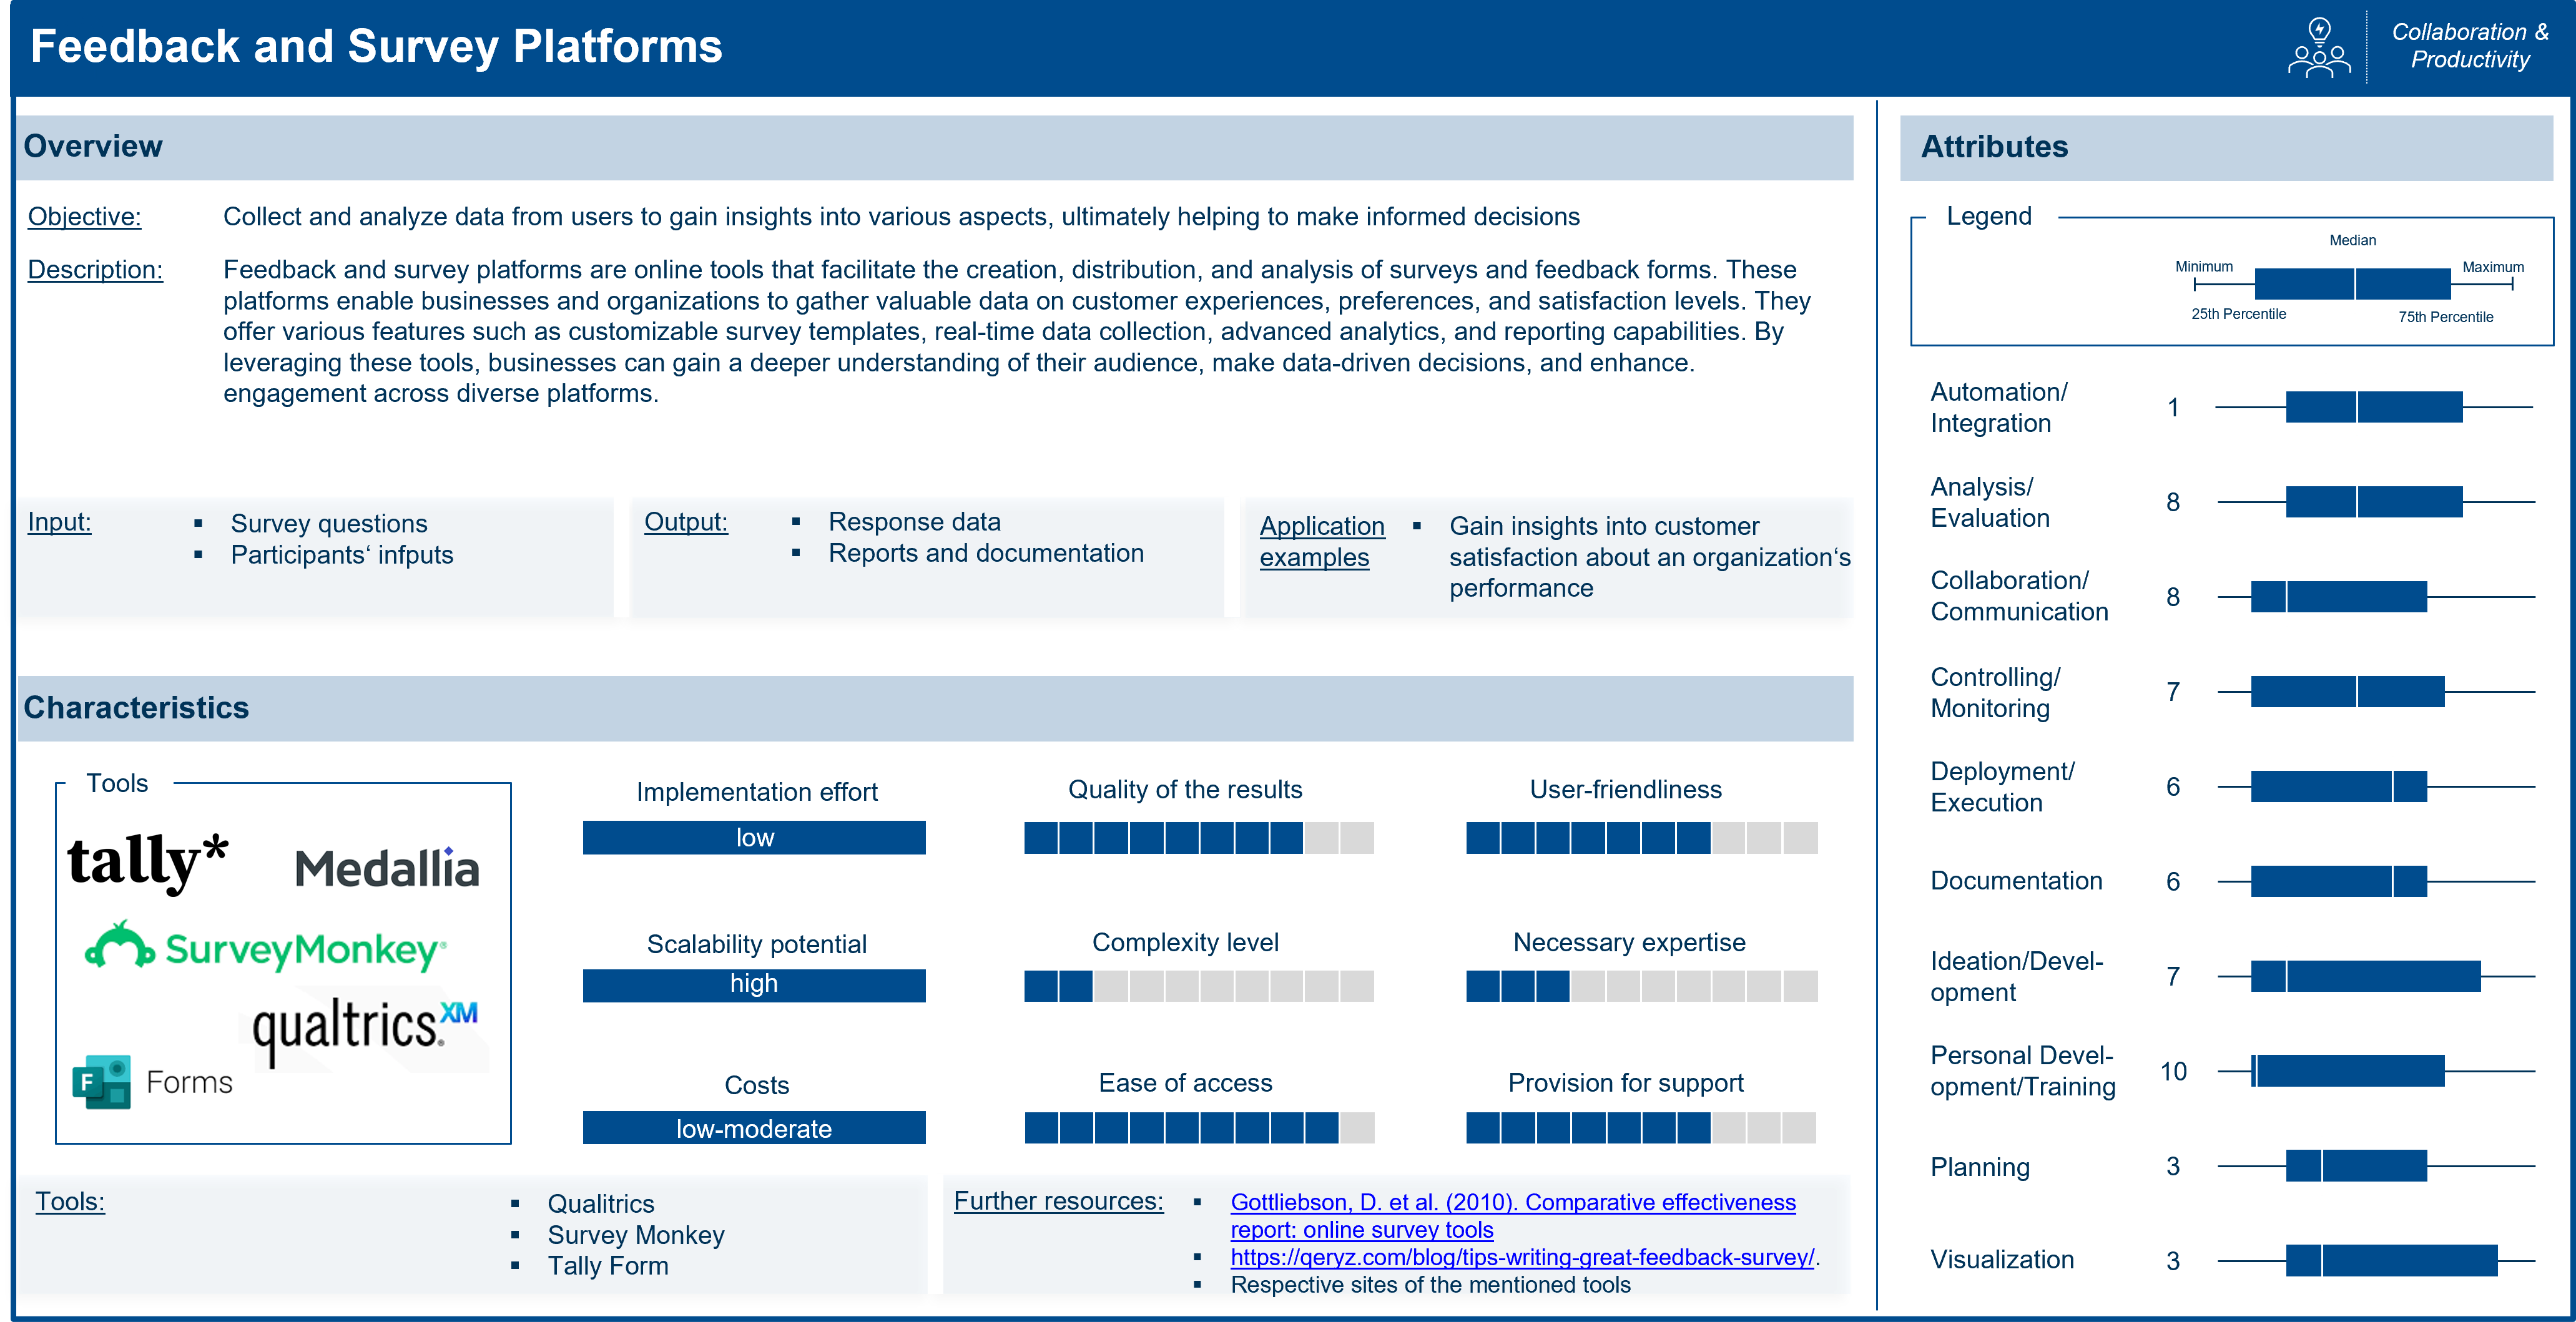 Feedback and Survey Platforms
Collaboration &
Productivity
Overview
Objective: Collect and analyze data from users to gain insights into various aspects, ultimately helping to make informed decisions
Description: Feedback and survey platforms are online tools that facilitate the creation, distribution, and analysis of surveys and feedback forms. These
platforms enable businesses and organizations to gather valuable data on customer experiences, preferences, and satisfaction levels. They
offer various features such as customizable survey templates, real-time data collection, advanced analytics, and reporting capabilities. By
leveraging these tools, businesses can gain a deeper understanding of their audience, make data-driven decisions, and enhance.
engagement across diverse platforms.
Input:
▪ Survey questions
▪ Participants‘ infputs
Output:
▪ Response data
▪ Reports and documentation
Application
examples
▪ Gain insights into customer
satisfaction about an organization‘s
performance
Characteristics
Tools
tally*
Medallia
SurveyMonkey®
qualtrics.XM
F Forms
Implementation effort
low
Scalability potential
high
Costs
low-moderate
Quality of the results
Complexity level
Ease of access
User-friendliness
Necessary expertise
Provision for support
Tools:
▪ Qualitrics
▪ Survey Monkey
▪ Tally Form
Further resources:
▪ Gottliebson, D. et al. (2010). Comparative effectiveness
report: online survey tools
▪ https://qeryz.com/blog/tips-writing-great-feedback-survey/.
▪ Respective sites of the mentioned tools
Attributes
Legend
Median
Minimum
Maximum
25th Percentile
75th Percentile
Automation/
Integration
1
Analysis/
Evaluation
8
Collaboration/
Communication
8
Controlling/
Monitoring
7
Deployment/
Execution
6
Documentation
6
Ideation/Devel-
opment
7
Personal Devel-
opment/Training
10
Planning
3
Visualization
3